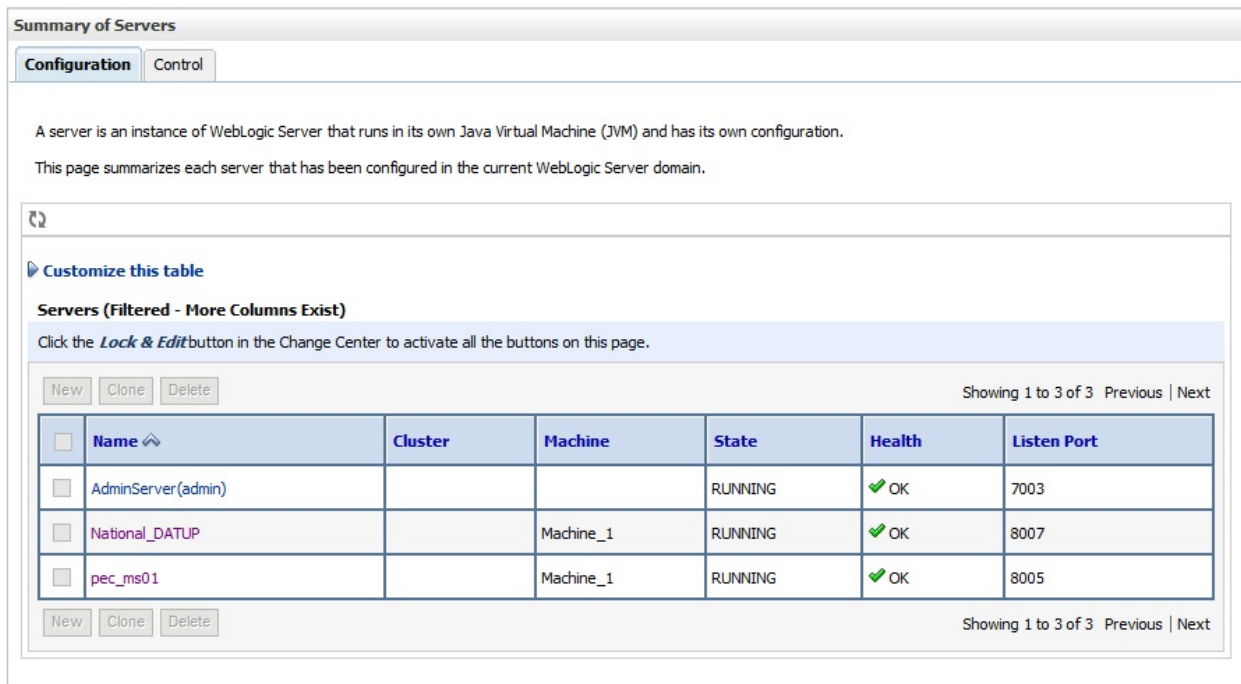 Summary of Servers
Configuration Control
A server is an instance of WebLogic Server that runs in its own Java Virtual Machine (JVM) and has its own configuration.
This page summarizes each server that has been configured in the current WebLogic Server domain.
Customize this table
Servers (Filtered - More Columns Exist)
Click the Lock & Edit button in the Change Center to activate all the buttons on this page.
New Clone Delete Showing 1 to 3 of 3 Previous | Next
Name Cluster Machine State Health Listen Port
AdminServer(admin) RUNNING OK 7003
National_DATUP Machine_1 RUNNING OK 8007
pec_ms01 Machine_1 RUNNING OK 8005
New Clone Delete Showing 1 to 3 of 3 Previous | Next